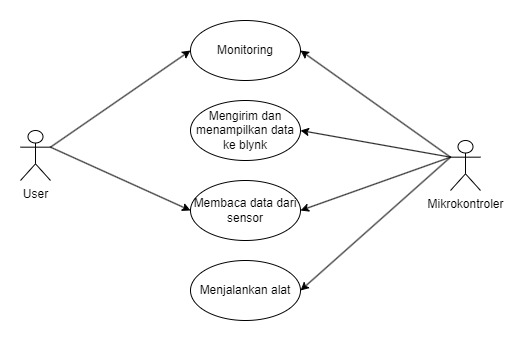 Monitoring
Mengirim dan
menampilkan data
ke blynk
User
Membaca data dari
sensor
Mikrokontroler
Menjalankan alat